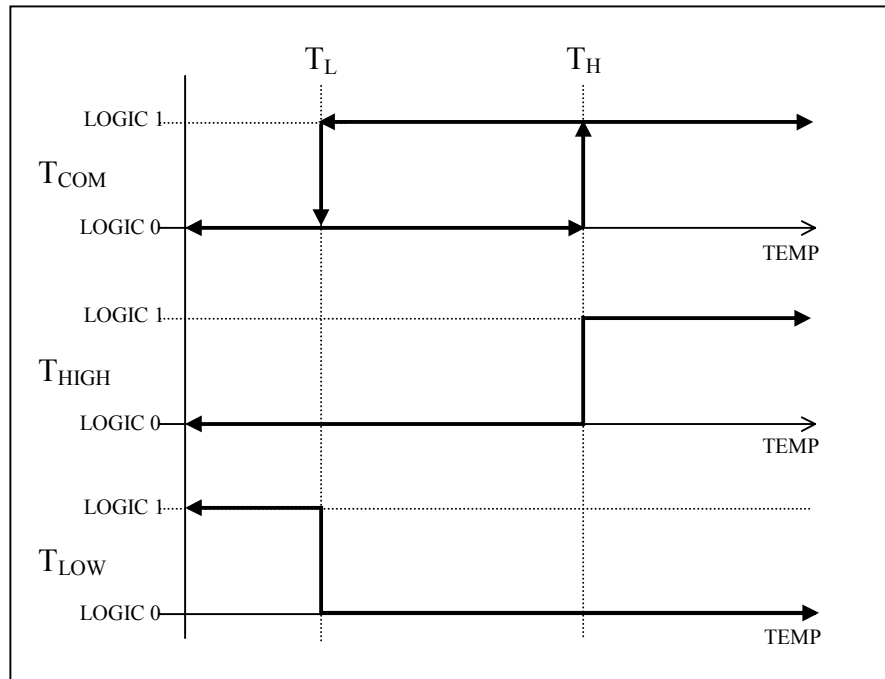 T_L T_H
LOGIC 1
T_COM
LOGIC 0
TEMP
LOGIC 1
T_HIGH
LOGIC 0
TEMP
LOGIC 1
T_LOW
LOGIC 0
TEMP